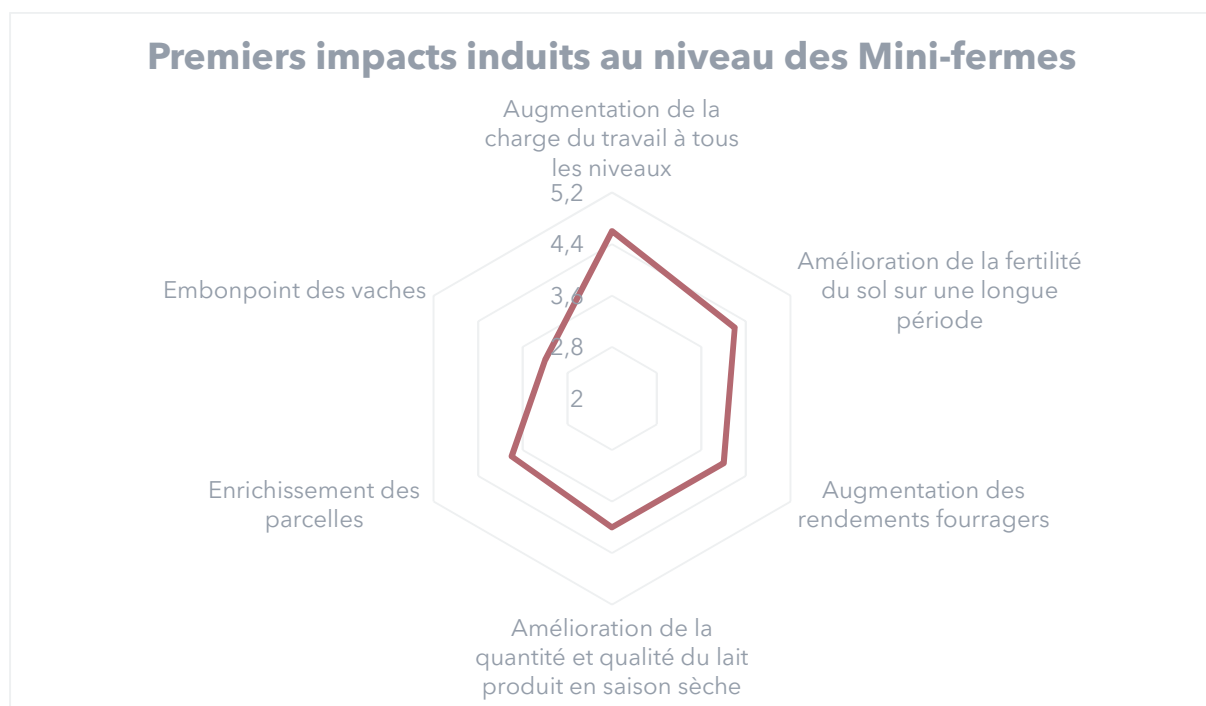 Premiers impacts induits au niveau des Mini-fermes
Augmentation de la
charge du travail à tous
les niveaux
5,2
4,4
3,6
2,8
2
Amélioration de la fertilité
du sol sur une longue
période
Embonpoint des vaches
Augmentation des
rendements fourragers
Enrichissement des
parcelles
Amélioration de la
quantité et qualité du lait
produit en saison sèche